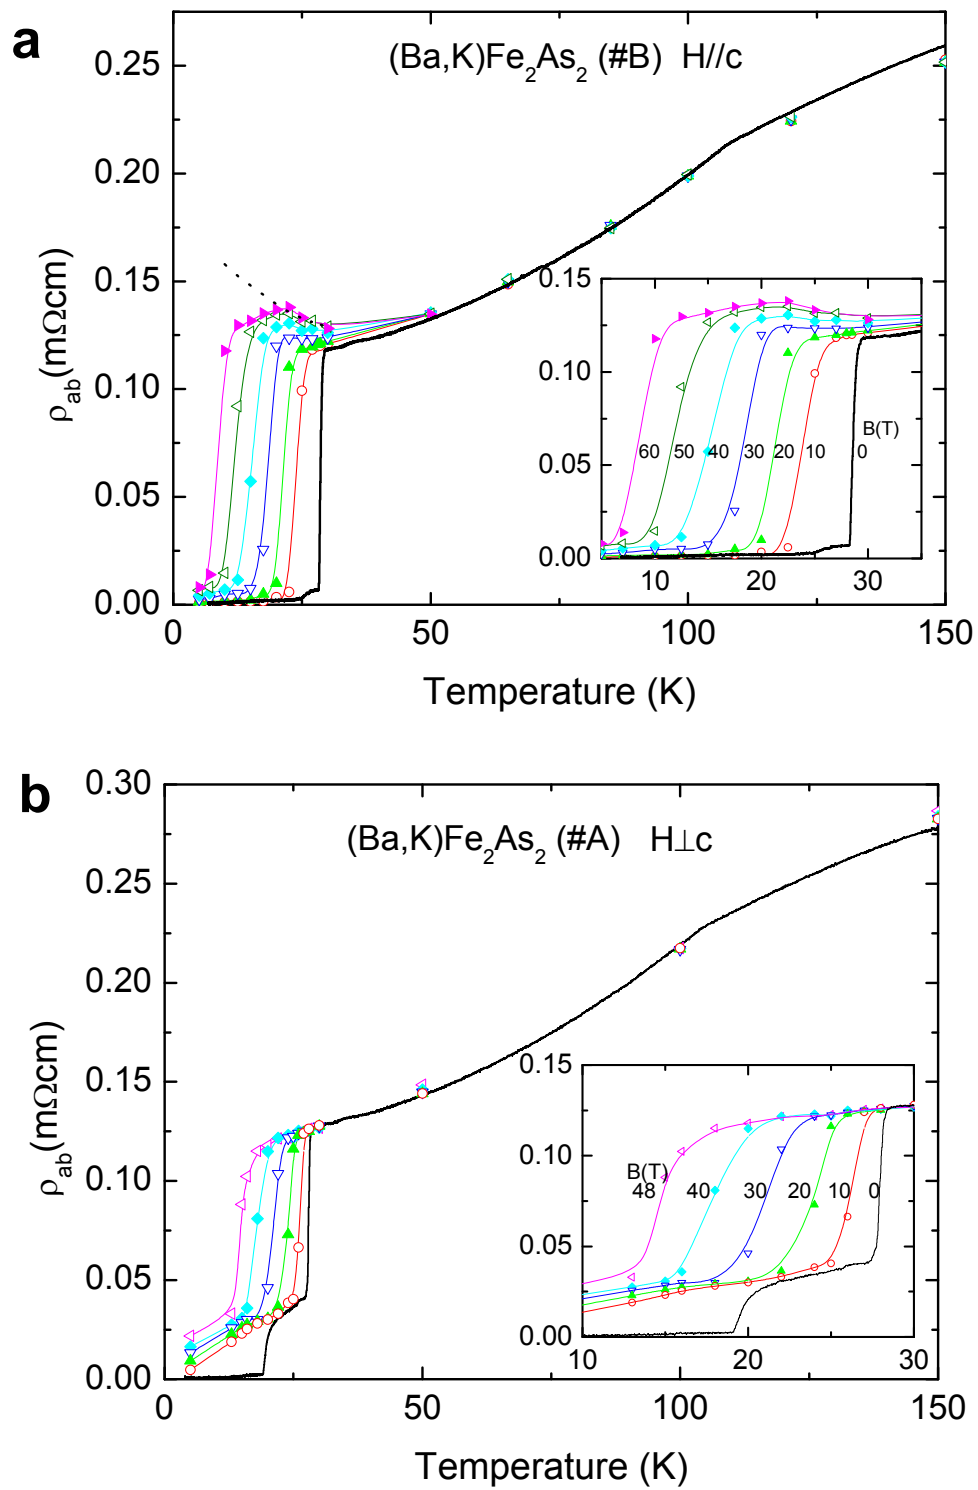 a
(Ba,K)Fe₂As₂ (#B) H//c
0.25
0.20
0.15
0.10
0.05
0.00
ρab(mΩcm)
0.15
0.10
0.05
0.00
B(T)
60 50 40 30 20 10 0
10 20 30
0 50 100 150
Temperature (K)
b
(Ba,K)Fe₂As₂ (#A) H⊥c
0.30
0.25
0.20
0.15
0.10
0.05
0.00
ρab(mΩcm)
0.15
0.10
0.05
0.00
B(T)
48 40 30 20 10 0
10 20 30
0 50 100 150
Temperature (K)